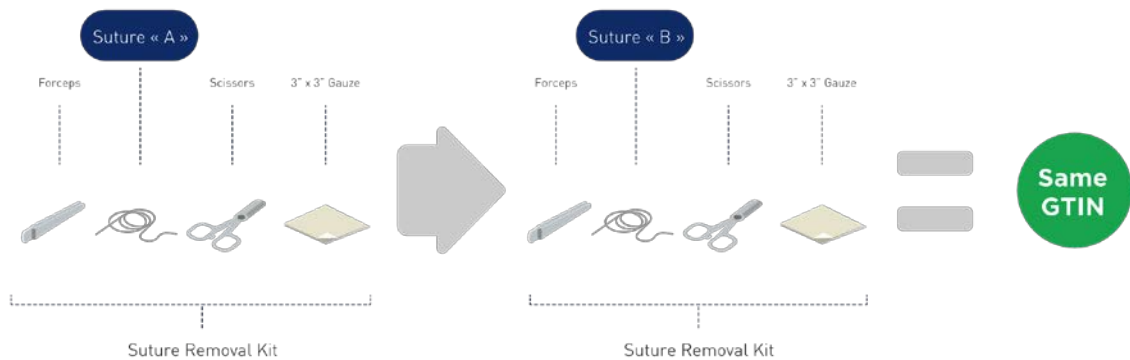 Suture « A »
Forceps
Scissors
3" x 3" Gauze
Suture Removal Kit
Suture « B »
Forceps
Scissors
3" x 3" Gauze
Suture Removal Kit
Same
GTIN